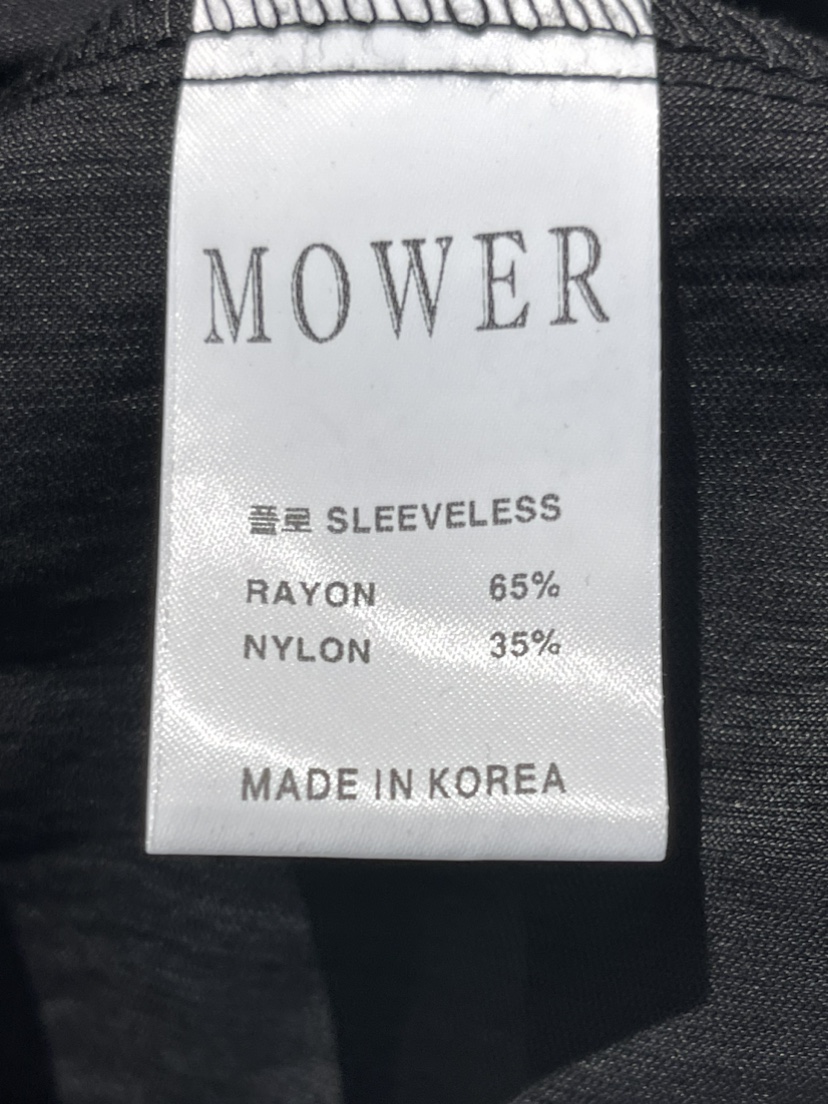 MOWER
플로 SLEEVELESS
RAYON 65%
NYLON 35%
MADE IN KOREA